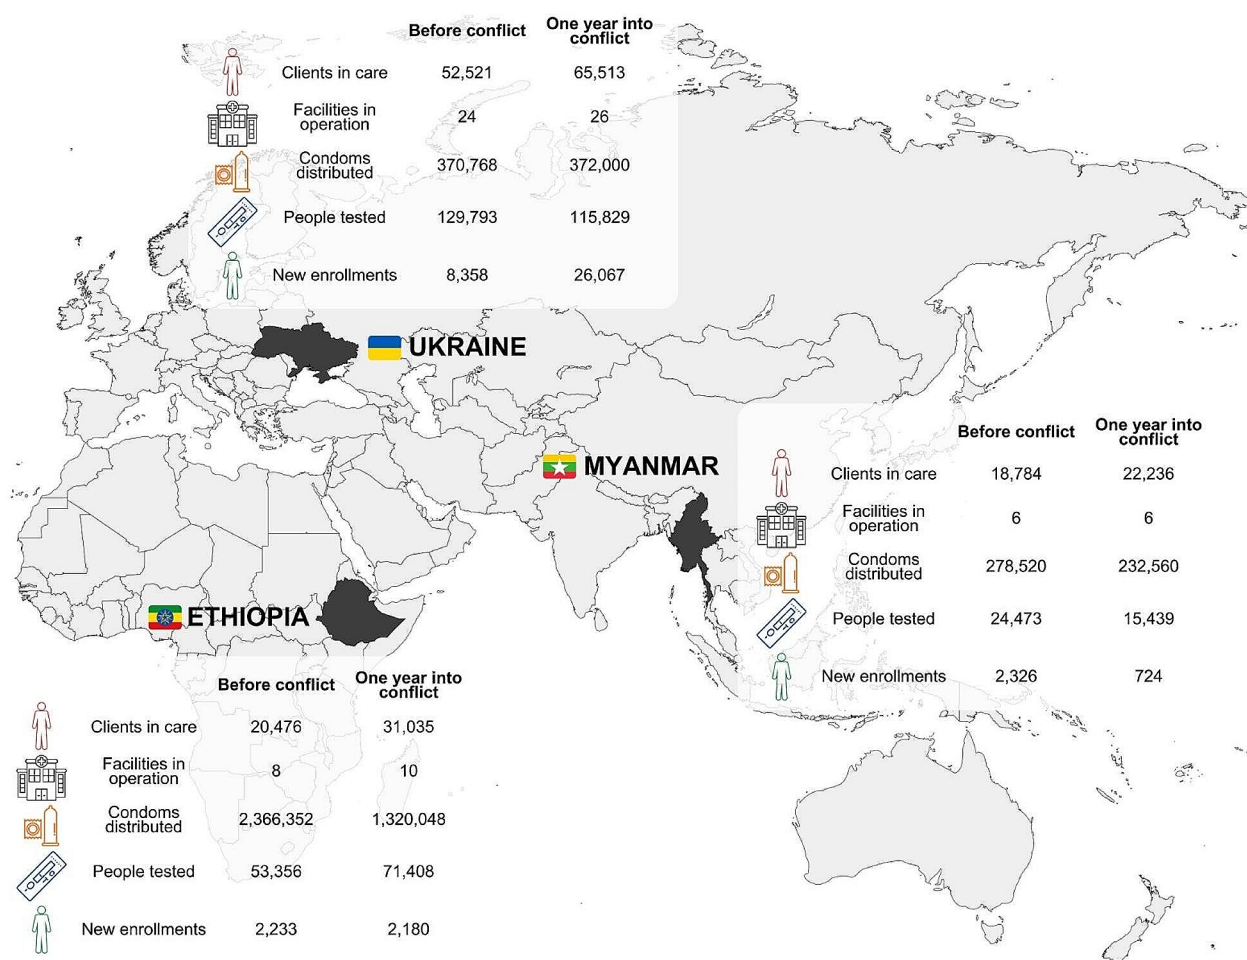 Before conflict
One year into
conflict
Clients in care
52,521
65,513
Facilities in
operation
24
26
Condoms
distributed
370,768
372,000
People tested
129,793
115,829
New enrollments
8,358
26,067
UKRAINE
MYANMAR
Before conflict
One year into
conflict
Clients in care
18,784
22,236
Facilities in
operation
6
6
Condoms
distributed
278,520
232,560
People tested
24,473
15,439
New enrollments
2,326
724
ETHIOPIA
Before conflict
One year into
conflict
Clients in care
20,476
31,035
Facilities in
operation
8
10
Condoms
distributed
2,366,352
1,320,048
People tested
53,356
71,408
New enrollments
2,233
2,180